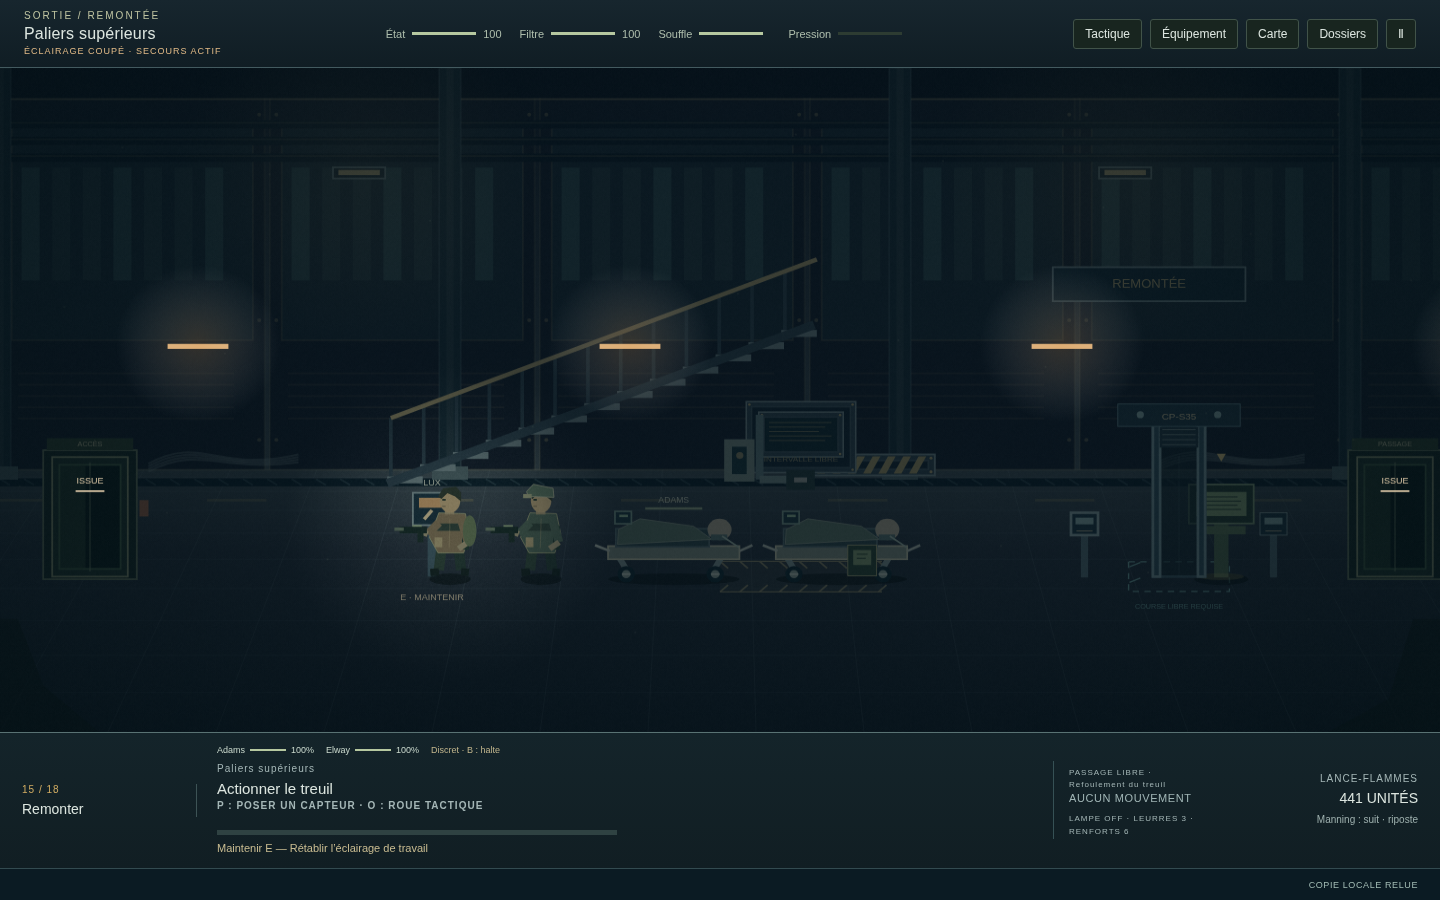 SORTIE / REMONTÉE
Paliers supérieurs
ÉCLAIRAGE COUPÉ · SECOURS ACTIF
État 100 Filtre 100 Souffle Pression
Tactique Équipement Carte Dossiers II
REMONTÉE
CP-S35
ACCÈS
PASSAGE
INTERVALLE LIBRE
ISSUE
ISSUE
LUX
ADAMS
E · MAINTENIR
COURSE LIBRE REQUISE
Adams 100% Elway 100% Discret · B : halte
Paliers supérieurs
15 / 18
Remonter
Actionner le treuil
P : POSER UN CAPTEUR · O : ROUE TACTIQUE
Maintenir E — Rétablir l'éclairage de travail
PASSAGE LIBRE ·
Refoulement du treuil
AUCUN MOUVEMENT
LAMPE OFF · LEURRES 3 ·
RENFORTS 6
LANCE-FLAMMES
441 UNITÉS
Manning : suit · riposte
COPIE LOCALE RELUE